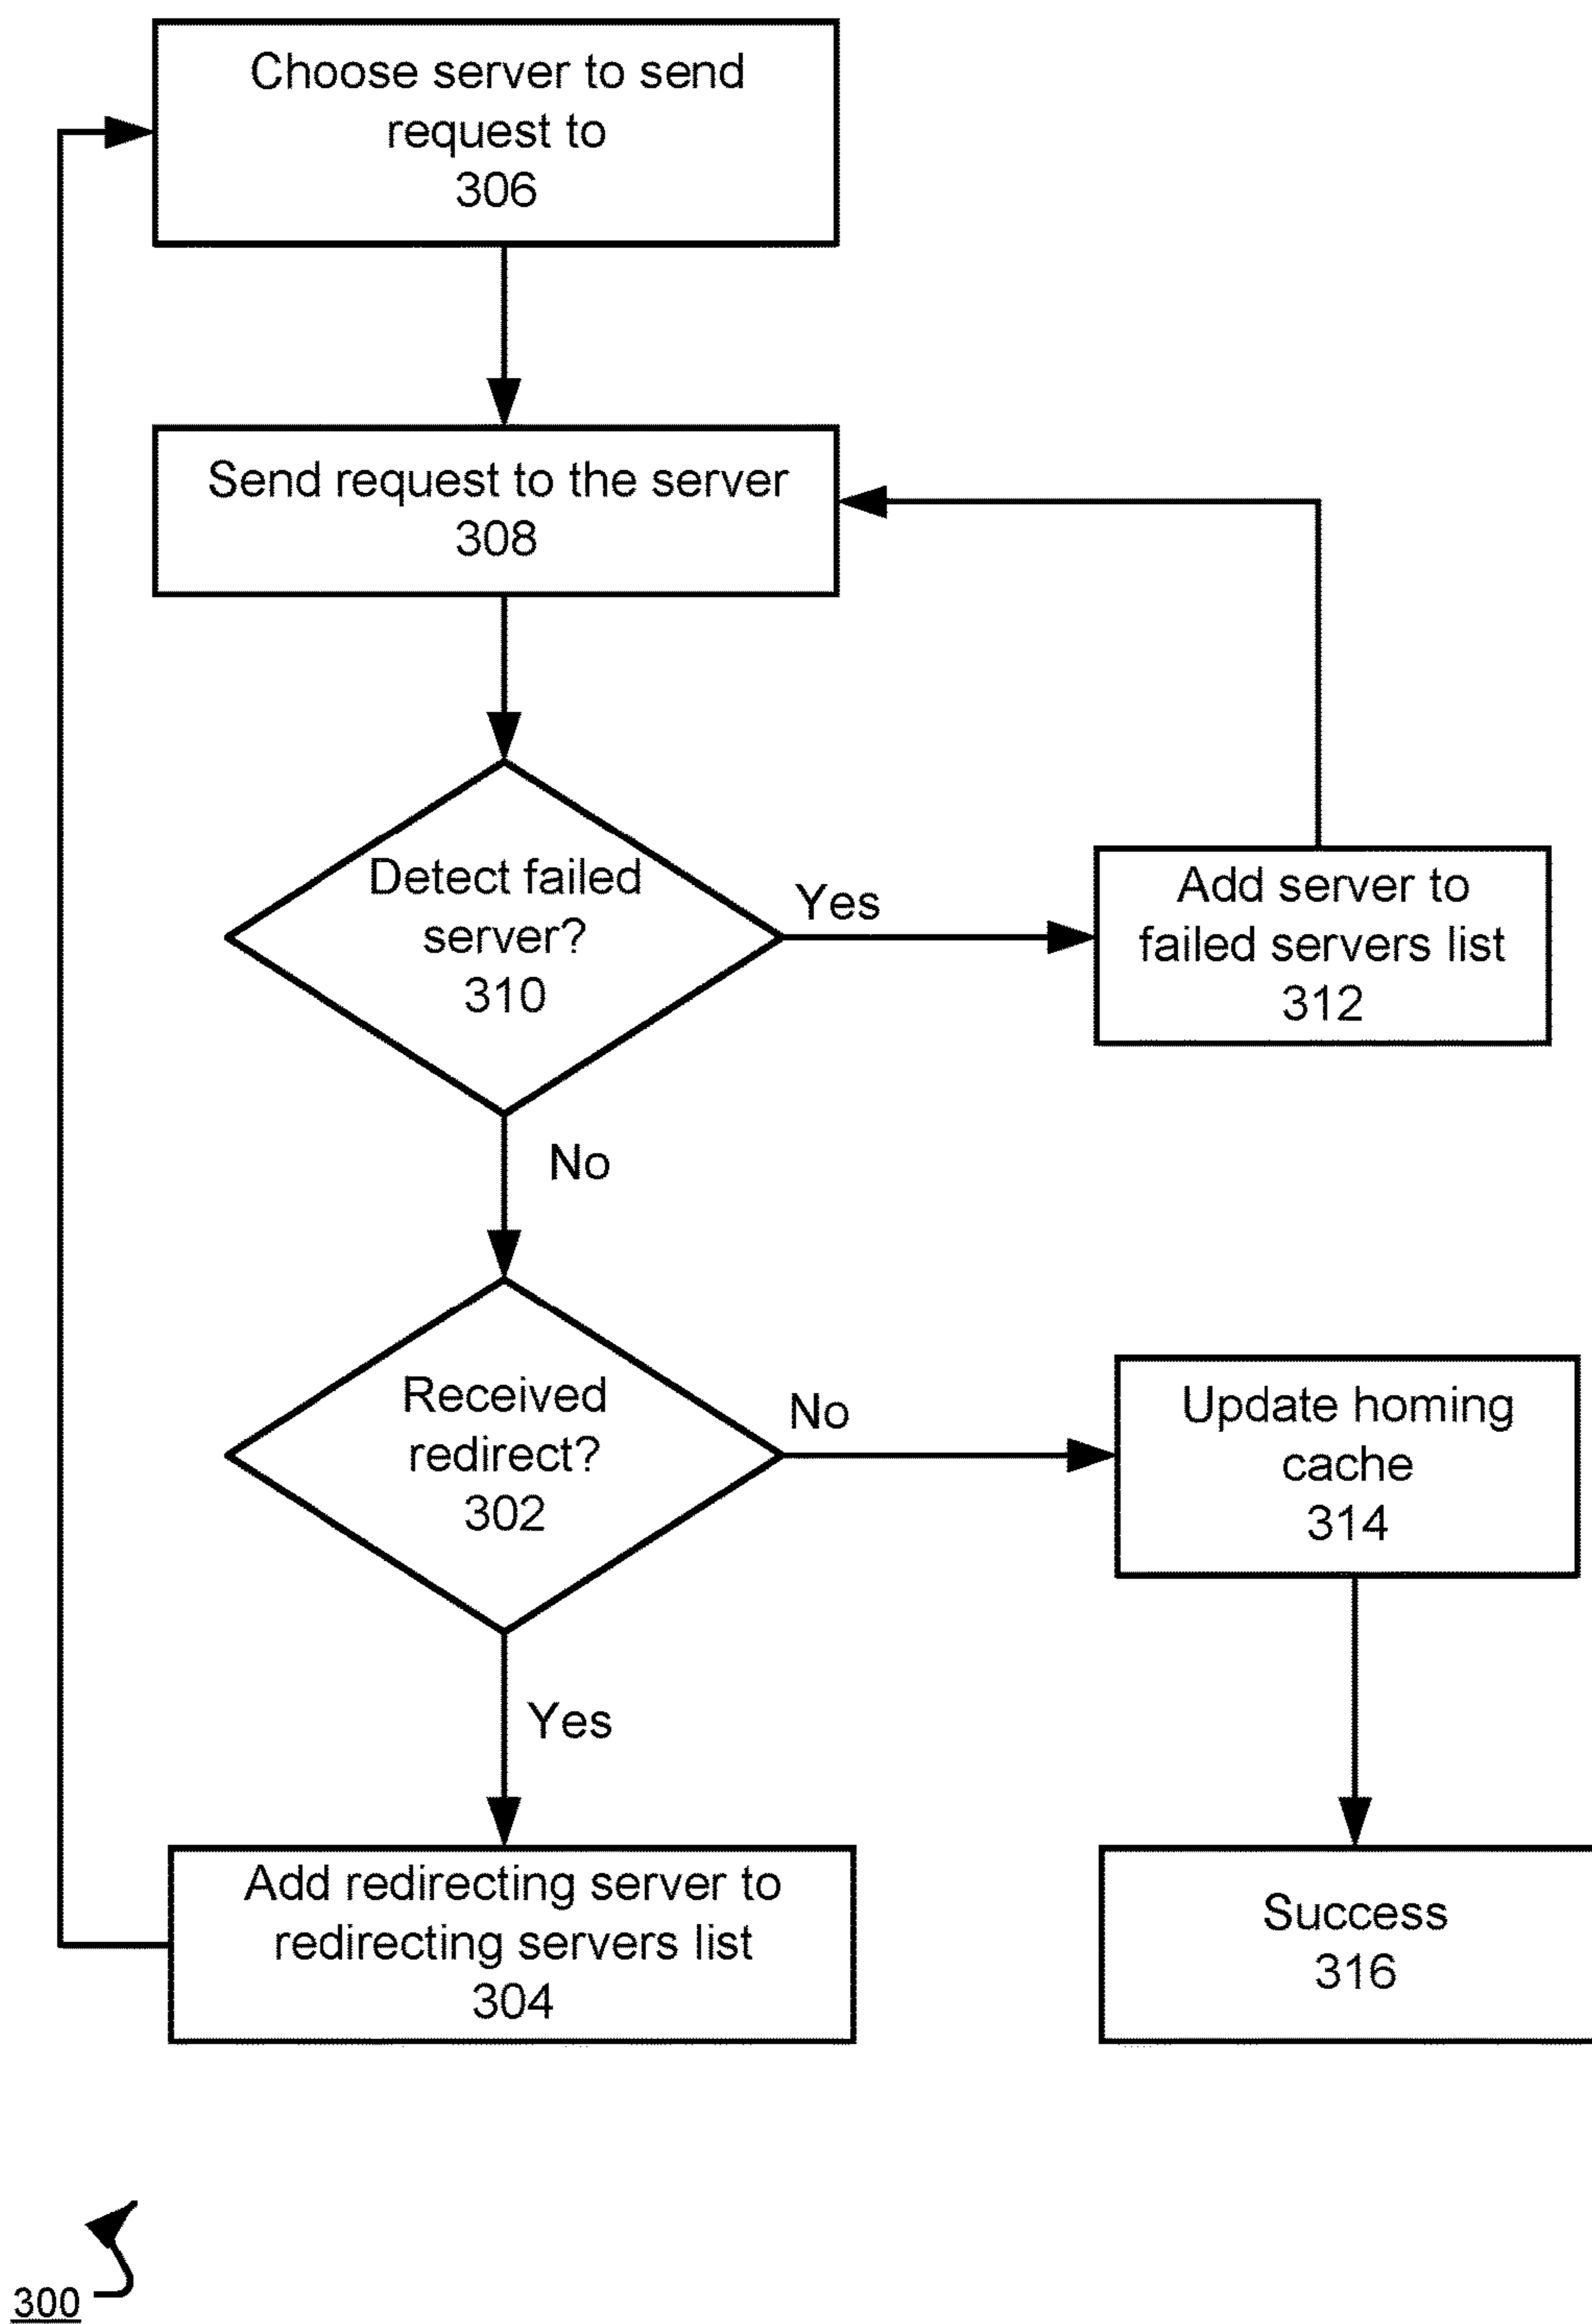 Choose server to send
request to
306
Send request to the server
308
Detect failed
server?
310
Yes
Add server to
failed servers list
312
No
Received
redirect?
302
No
Update homing
cache
314
Yes
Add redirecting server to
redirecting servers list
304
Success
316
300